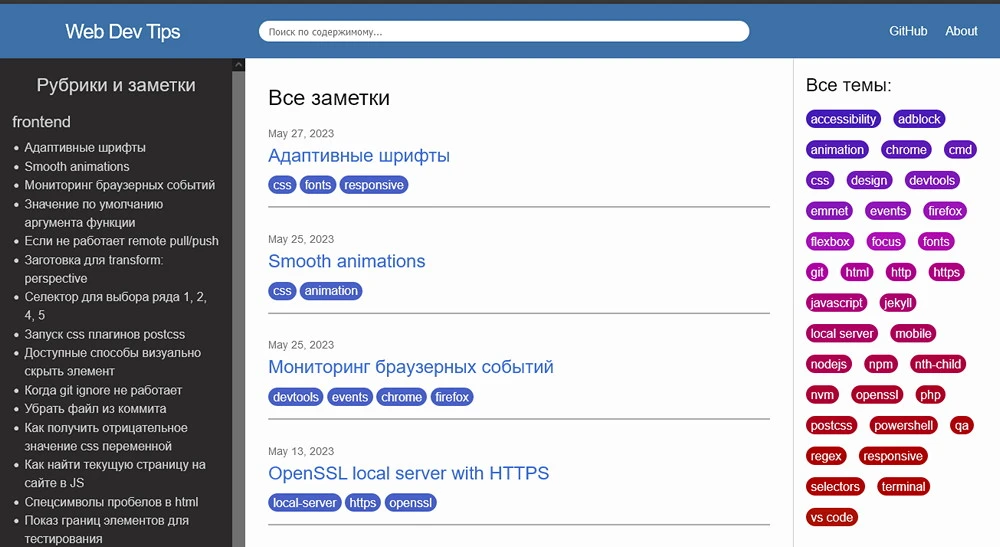 Web Dev Tips
Поиск по содержимому...
GitHub About
Рубрики и заметки
frontend
Адаптивные шрифты
Smooth animations
Мониторинг браузерных событий
Значение по умолчанию
аргумента функции
Если не работает remote pull/push
Заготовка для transform:
perspective
Селектор для выбора ряда 1, 2,
4, 5
Запуск css плагинов postcss
Доступные способы визуально
скрыть элемент
Когда git ignore не работает
Убрать файл из коммита
Как получить отрицательное
значение css переменной
Как найти текущую страницу на
сайте в JS
Спецсимволы пробелов в html
Показ границ элементов для
тестирования
Все заметки
May 27, 2023
Адаптивные шрифты
css fonts responsive
May 25, 2023
Smooth animations
css animation
May 25, 2023
Мониторинг браузерных событий
devtools events chrome firefox
May 13, 2023
OpenSSL local server with HTTPS
local-server https openssl
Все темы:
accessibility adblock
animation chrome cmd
css design devtools
emmet events firefox
flexbox focus fonts
git html http https
javascript jekyll
local server mobile
nodejs npm nth-child
nvm openssl php
postcss powershell qa
regex responsive
selectors terminal
vs code